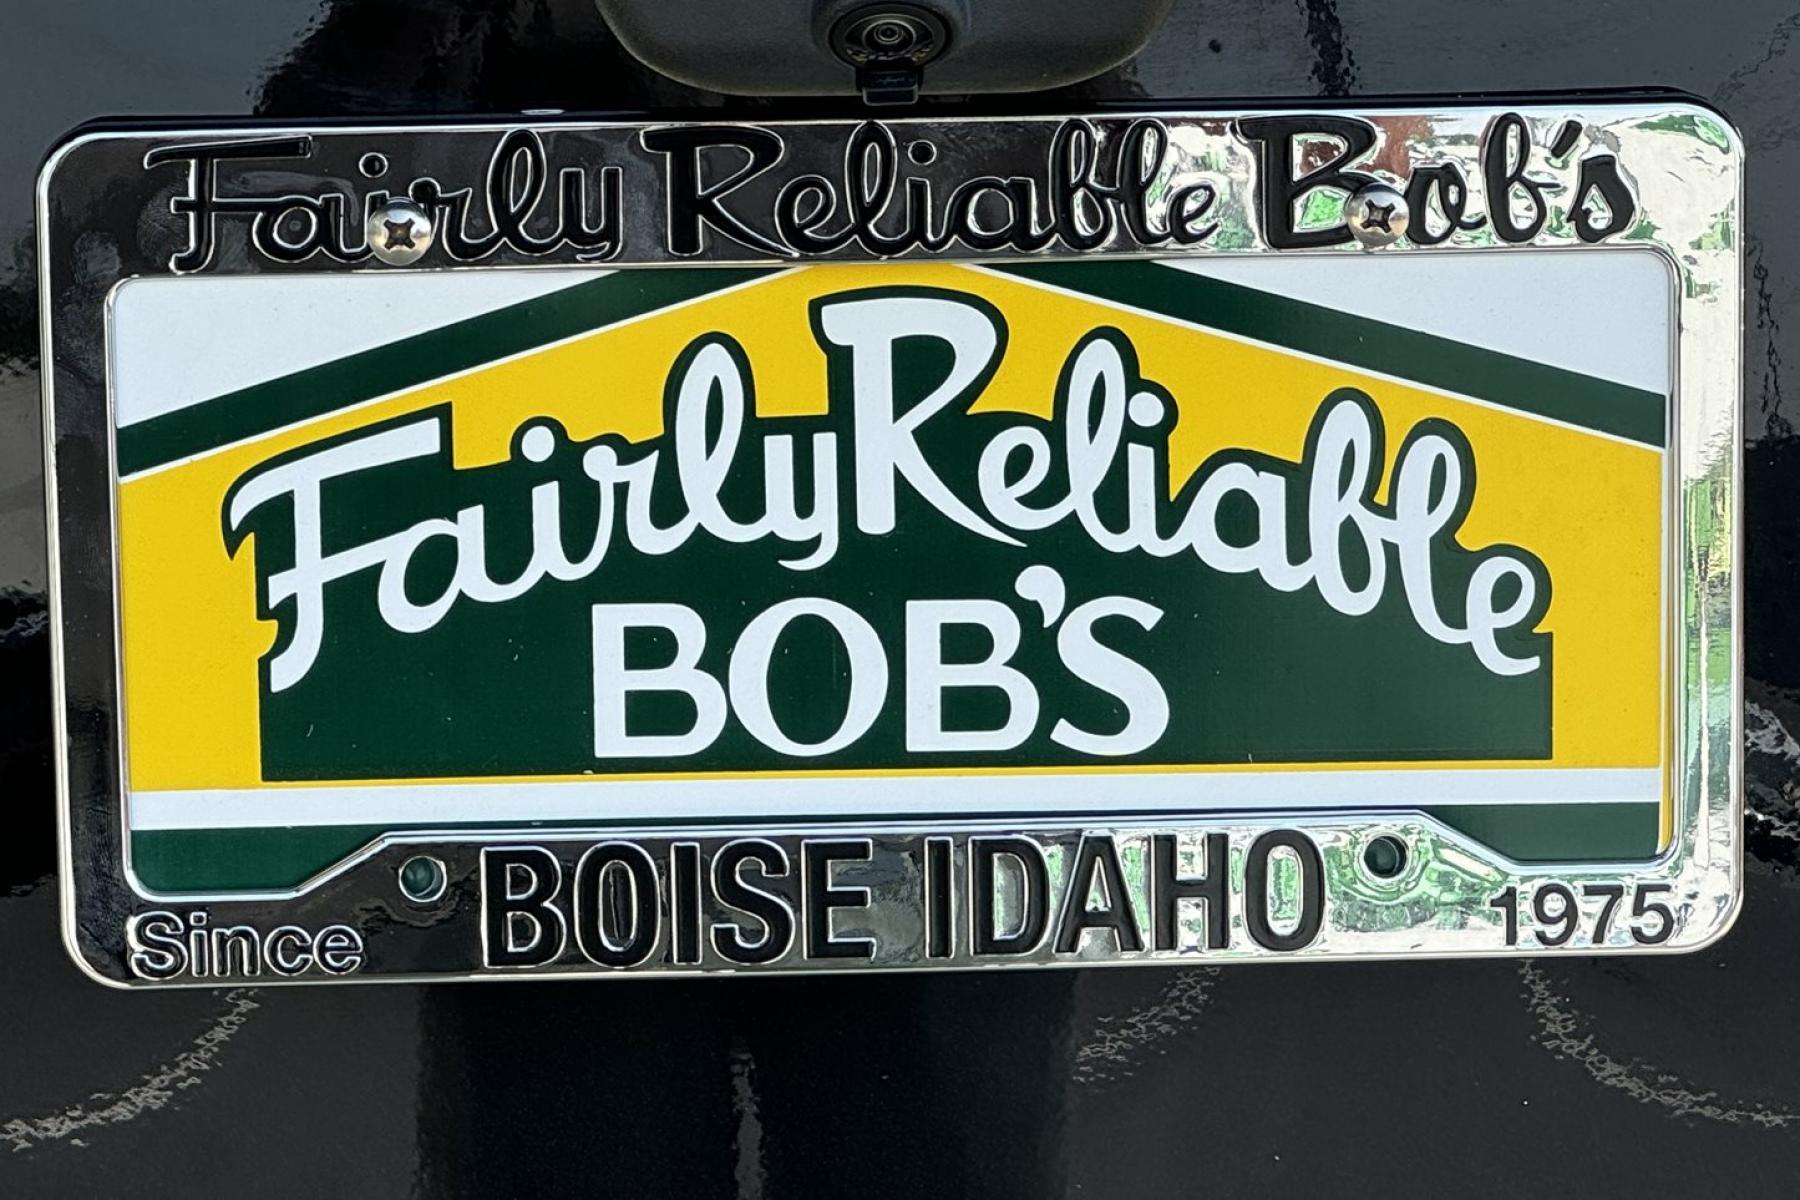 Fairly Reliable Bob's
Fairly Reliable
BOB'S
Since BOISE IDAHO 1975